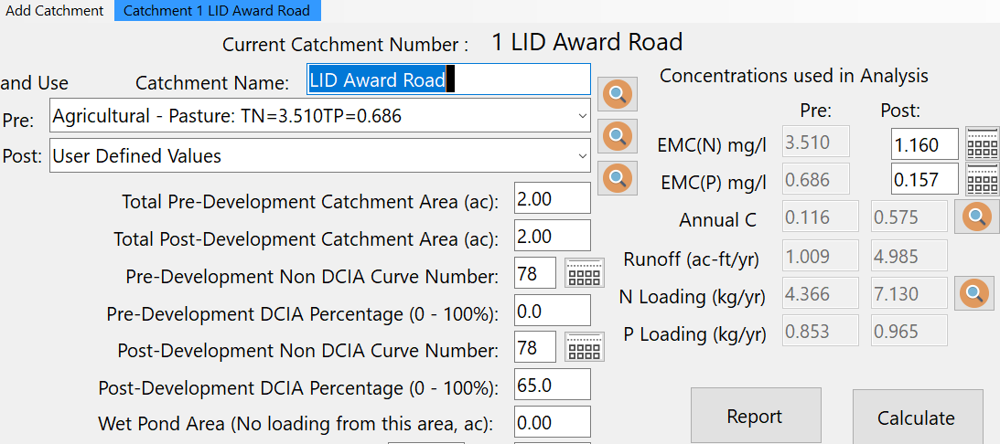 Add Catchment Catchment 1 LID Award Road
Current Catchment Number : 1 LID Award Road
and Use Catchment Name: LID Award Road
Pre: Agricultural - Pasture: TN=3.510TP=0.686
Post: User Defined Values
Total Pre-Development Catchment Area (ac): 2.00
Total Post-Development Catchment Area (ac): 2.00
Pre-Development Non DCIA Curve Number: 78
Pre-Development DCIA Percentage (0 - 100%): 0.0
Post-Development Non DCIA Curve Number: 78
Post-Development DCIA Percentage (0 - 100%): 65.0
Wet Pond Area (No loading from this area, ac): 0.00
Concentrations used in Analysis
Pre: Post:
EMC(N) mg/l 3.510 1.160
EMC(P) mg/l 0.686 0.157
Annual C 0.116 0.575
Runoff (ac-ft/yr) 1.009 4.985
N Loading (kg/yr) 4.366 7.130
P Loading (kg/yr) 0.853 0.965
Report Calculate